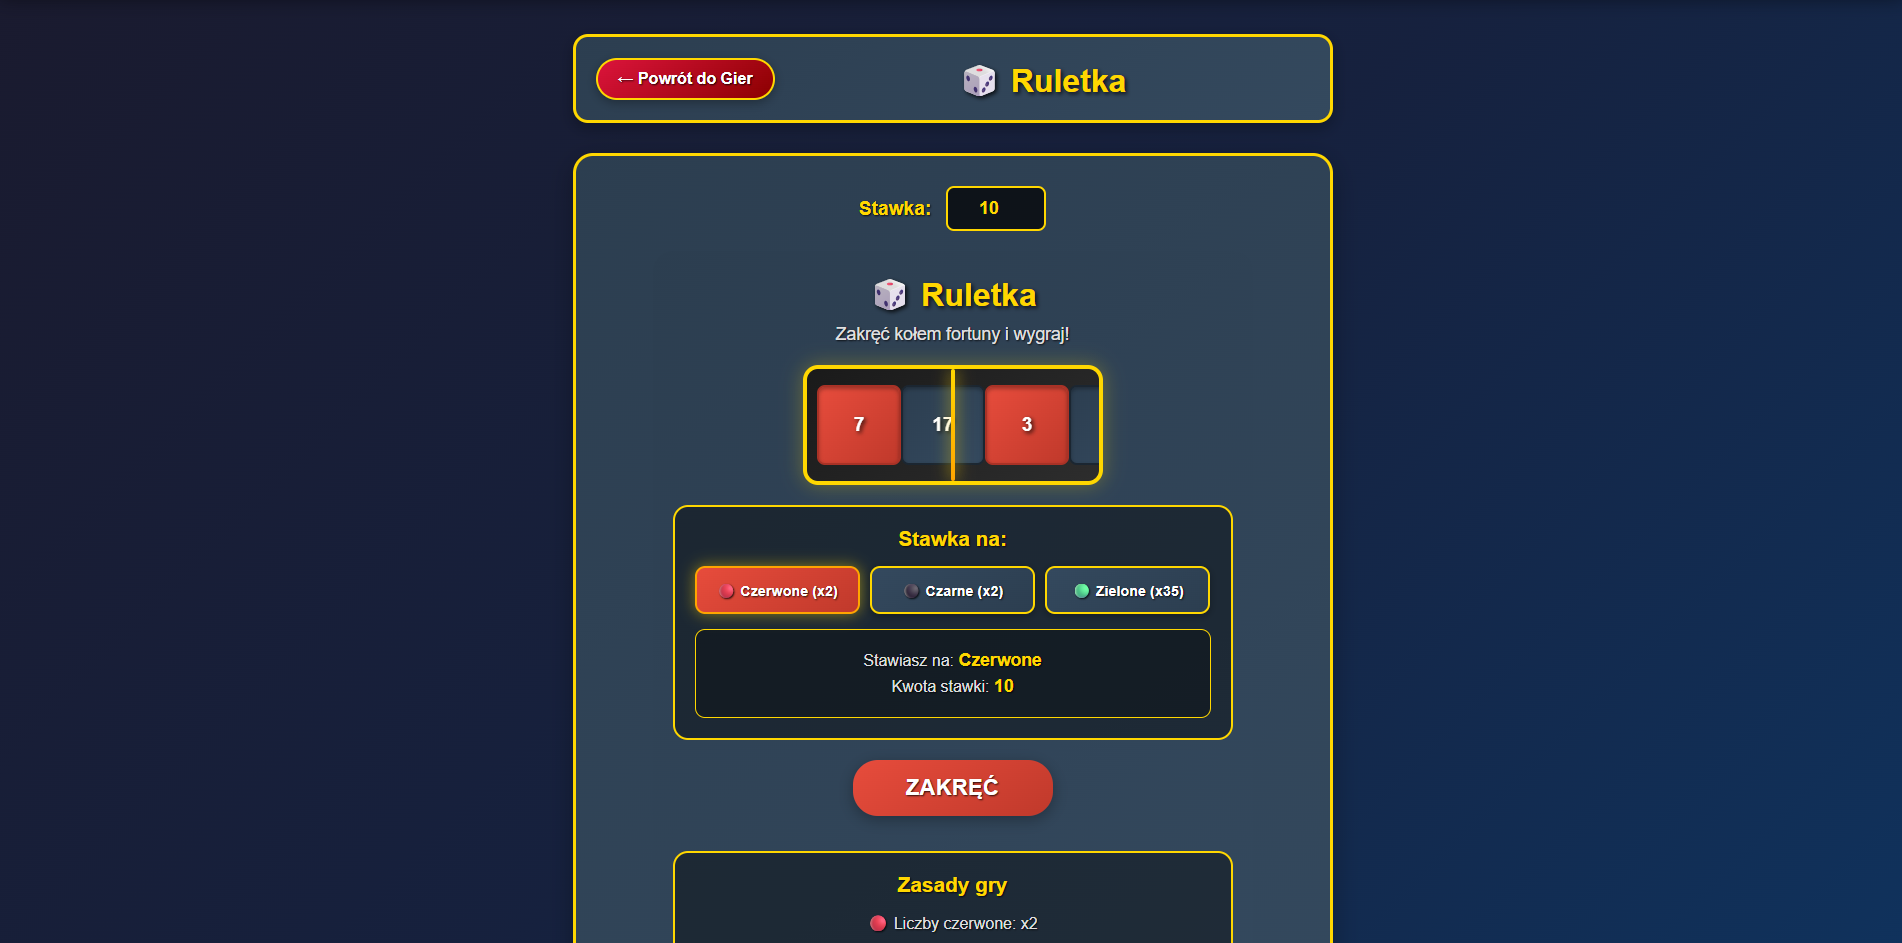 ← Powrót do Gier
Ruletka
Stawka: 10
Ruletka
Zakręć kołem fortuny i wygraj!
7 17 3
Stawka na:
Czerwone (x2) Czarne (x2) Zielone (x35)
Stawiasz na: Czerwone
Kwota stawki: 10
ZAKRĘĆ
Zasady gry
Liczby czerwone: x2